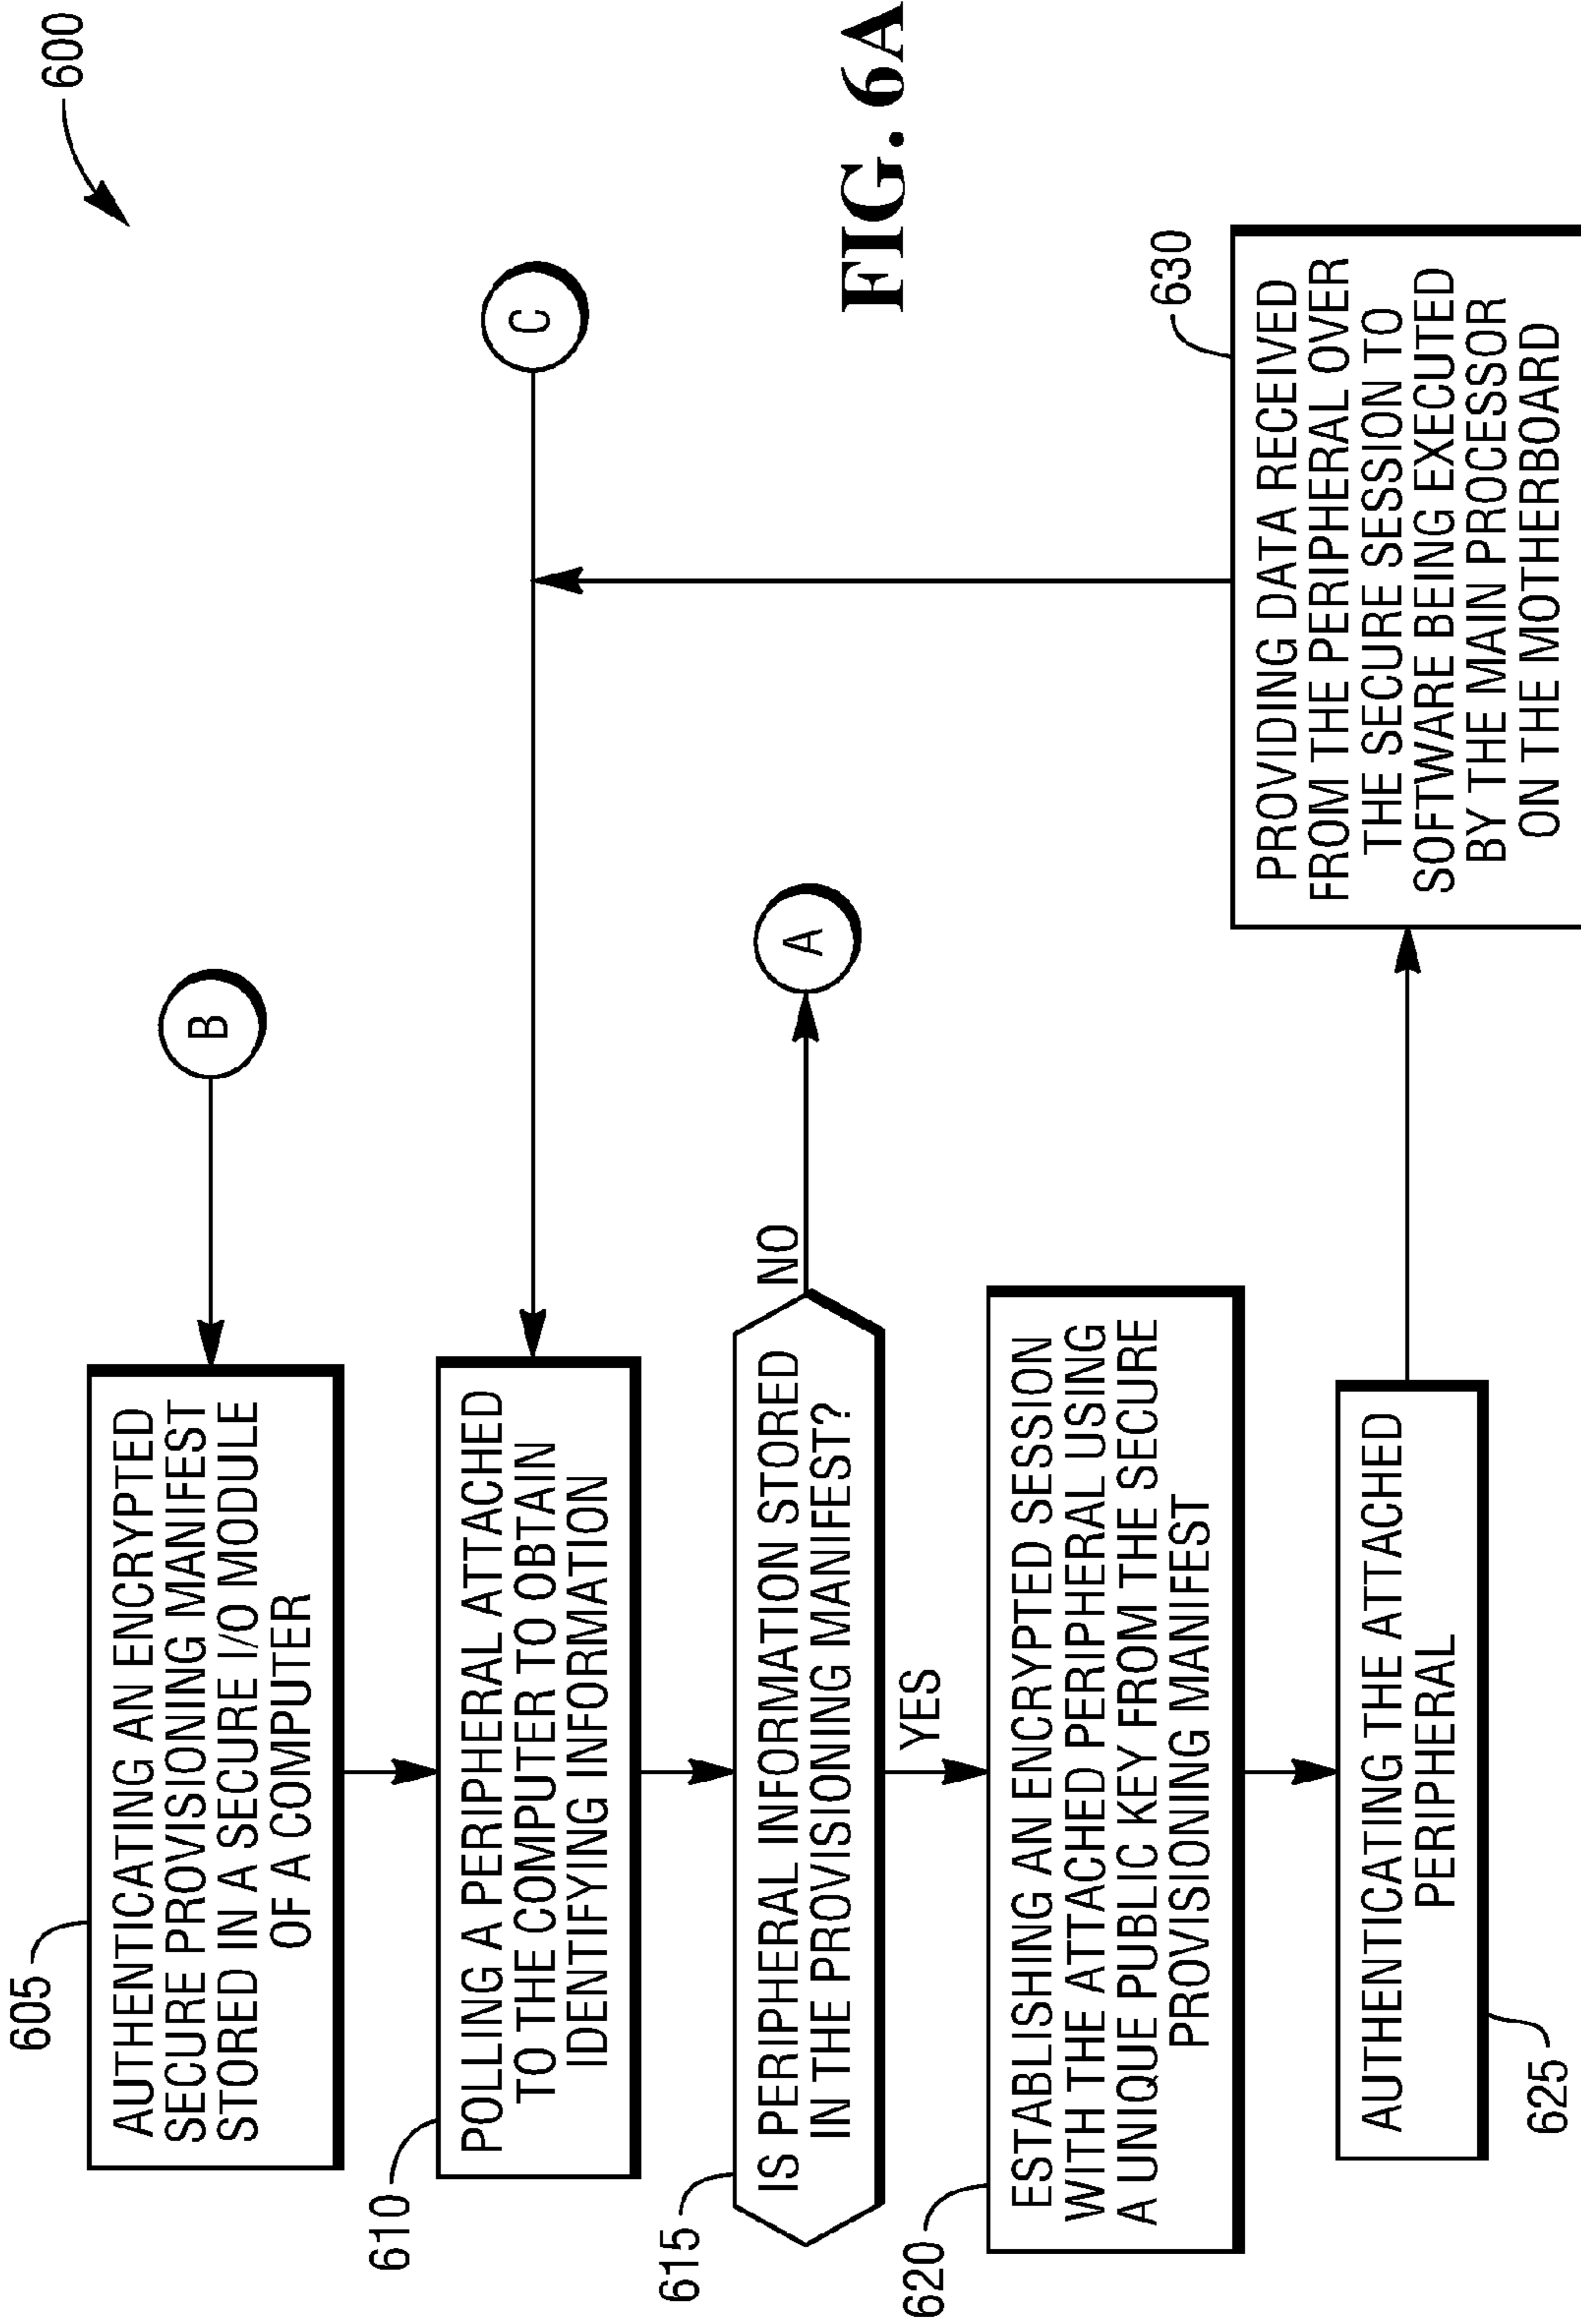 600
B
605
AUTHENTICATING AN ENCRYPTED
SECURE PROVISIONING MANIFEST
STORED IN A SECURE I/O MODULE
OF A COMPUTER
C
610
POLLING A PERIPHERAL ATTACHED
TO THE COMPUTER TO OBTAIN
IDENTIFYING INFORMATION
615
IS PERIPHERAL INFORMATION STORED
IN THE PROVISIONING MANIFEST?
NO
A
YES
FIG. 6A
620
ESTABLISHING AN ENCRYPTED SESSION
WITH THE ATTACHED PERIPHERAL USING
A UNIQUE PUBLIC KEY FROM THE SECURE
PROVISIONING MANIFEST
625
AUTHENTICATING THE ATTACHED
PERIPHERAL
630
PROVIDING DATA RECEIVED
FROM THE PERIPHERAL OVER
THE SECURE SESSION TO
SOFTWARE BEING EXECUTED
BY THE MAIN PROCESSOR
ON THE MOTHERBOARD